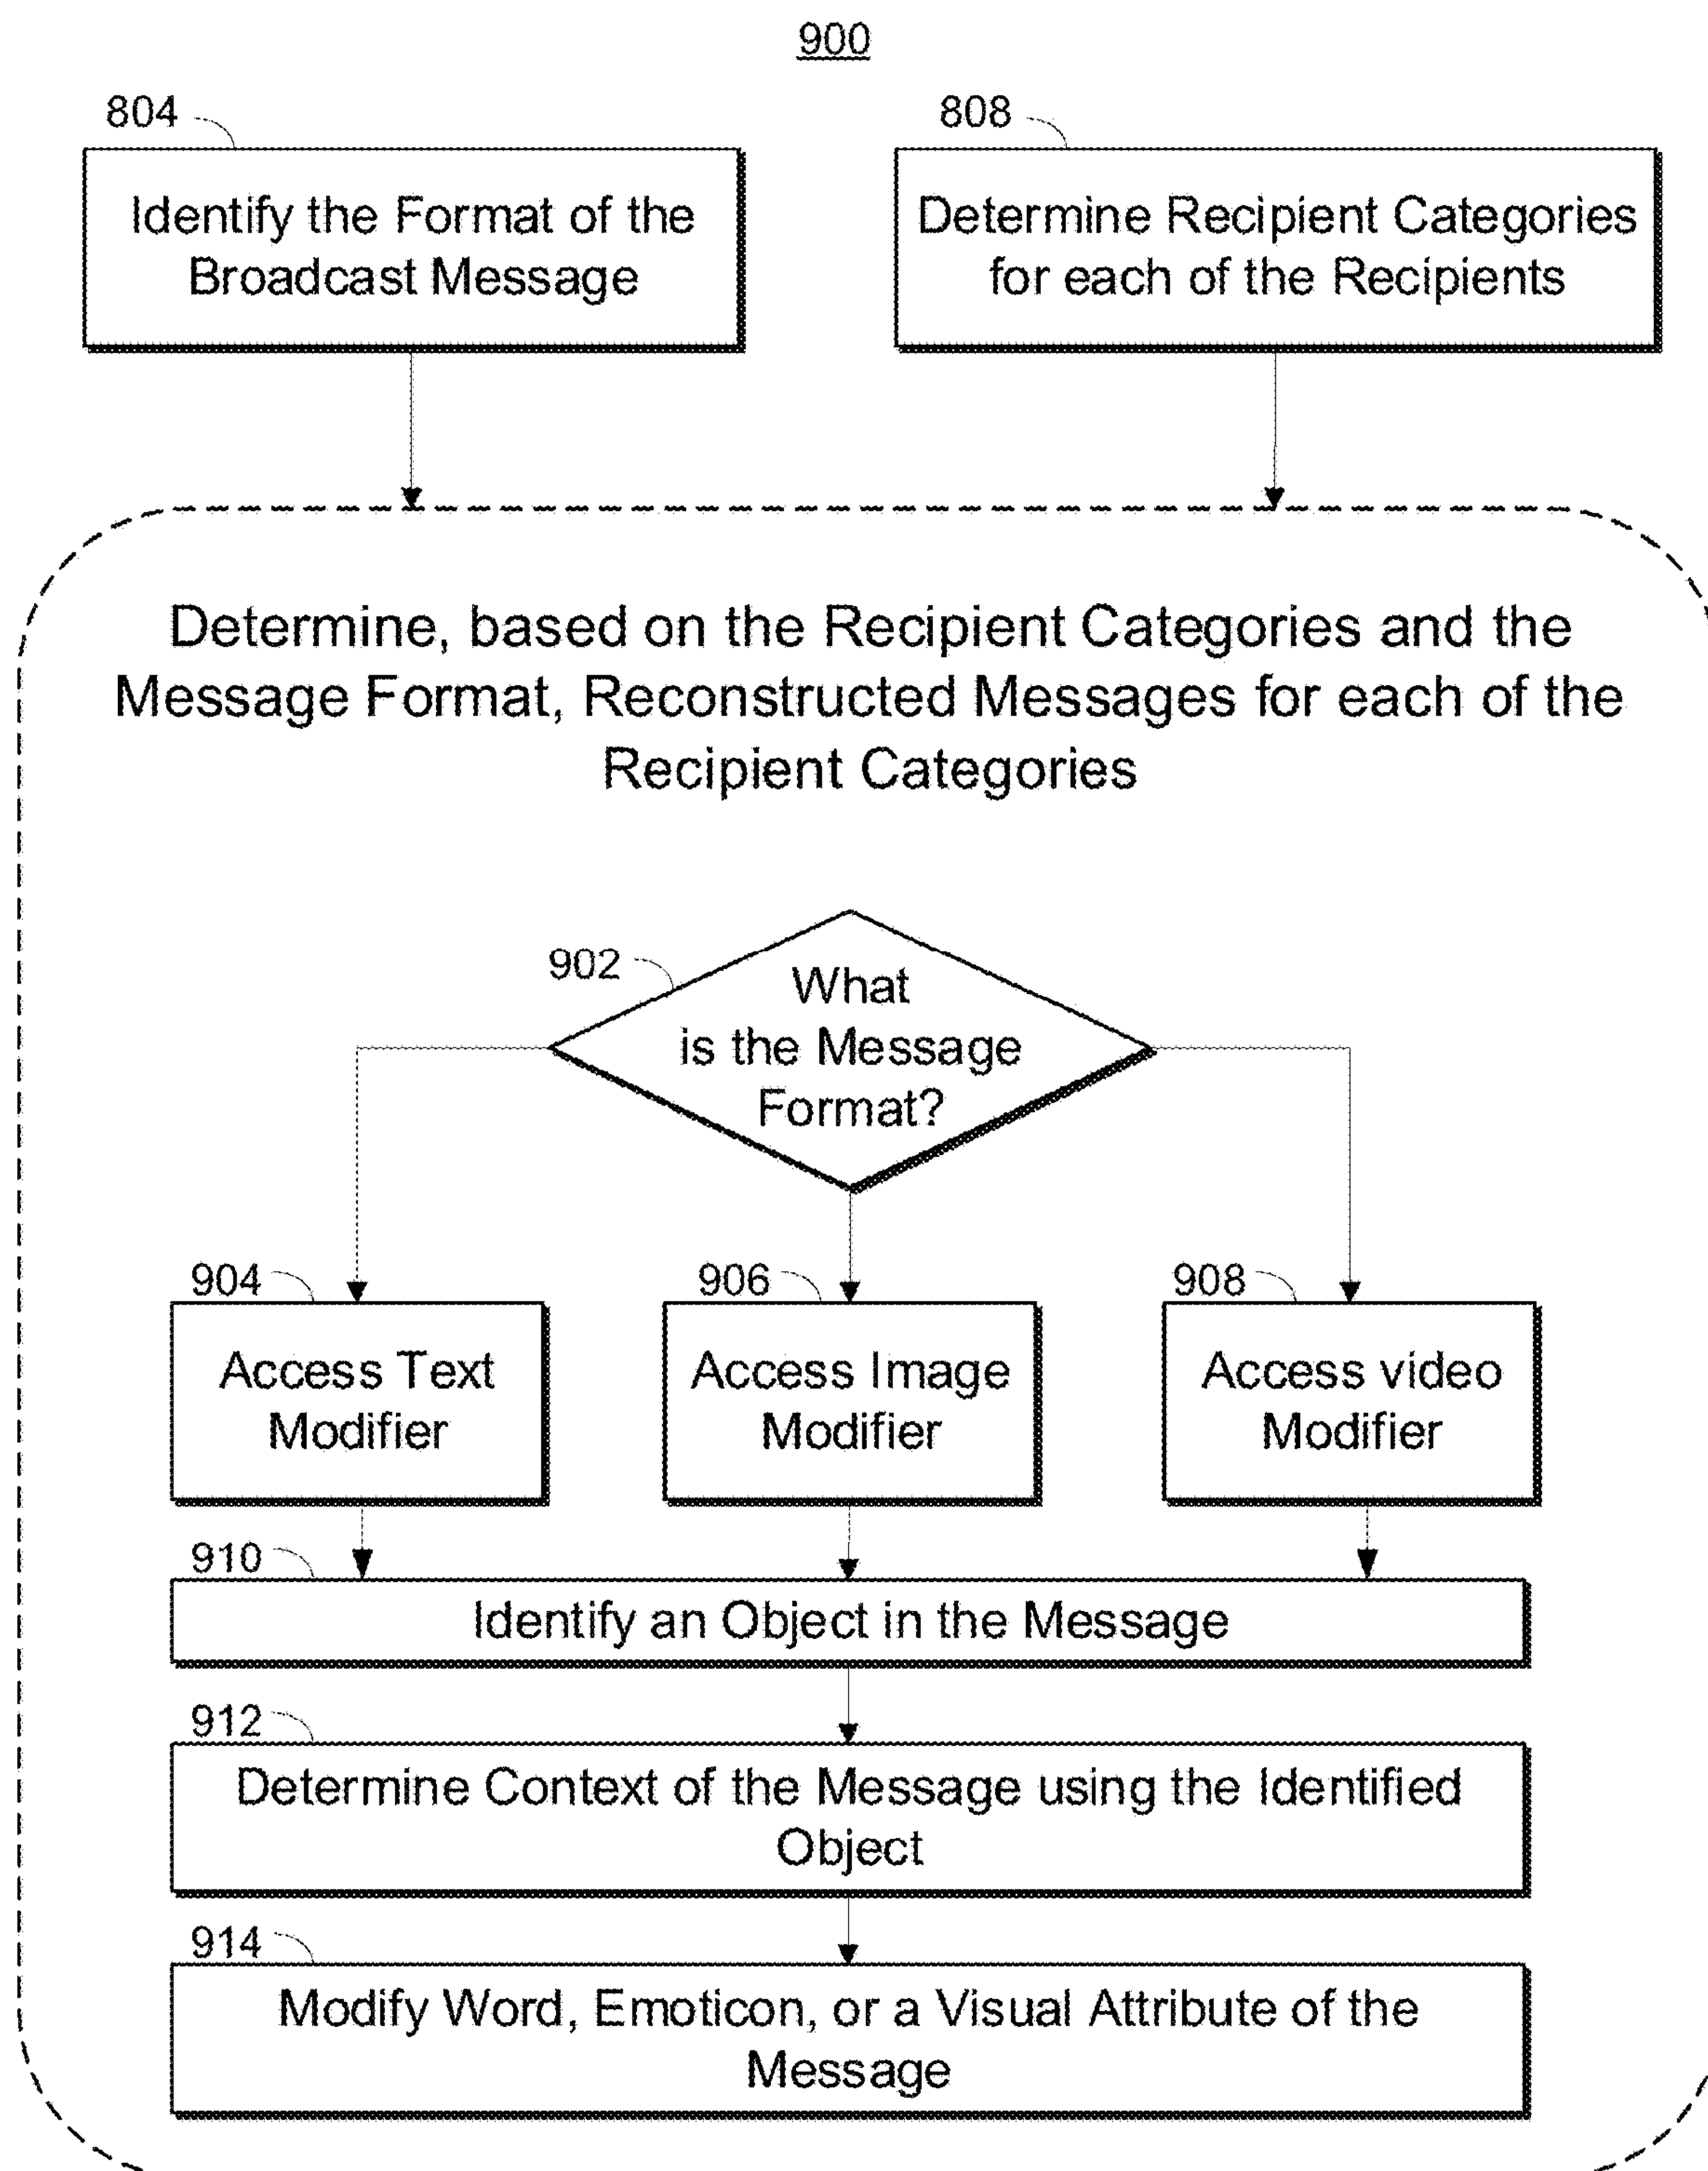 900
804
Identify the Format of the
Broadcast Message
808
Determine Recipient Categories
for each of the Recipients
Determine, based on the Recipient Categories and the
Message Format, Reconstructed Messages for each of the
Recipient Categories
902
What
is the Message
Format?
904
Access Text
Modifier
906
Access Image
Modifier
908
Access video
Modifier
910
Identify an Object in the Message
912
Determine Context of the Message using the Identified
Object
914
Modify Word, Emoticon, or a Visual Attribute of the
Message